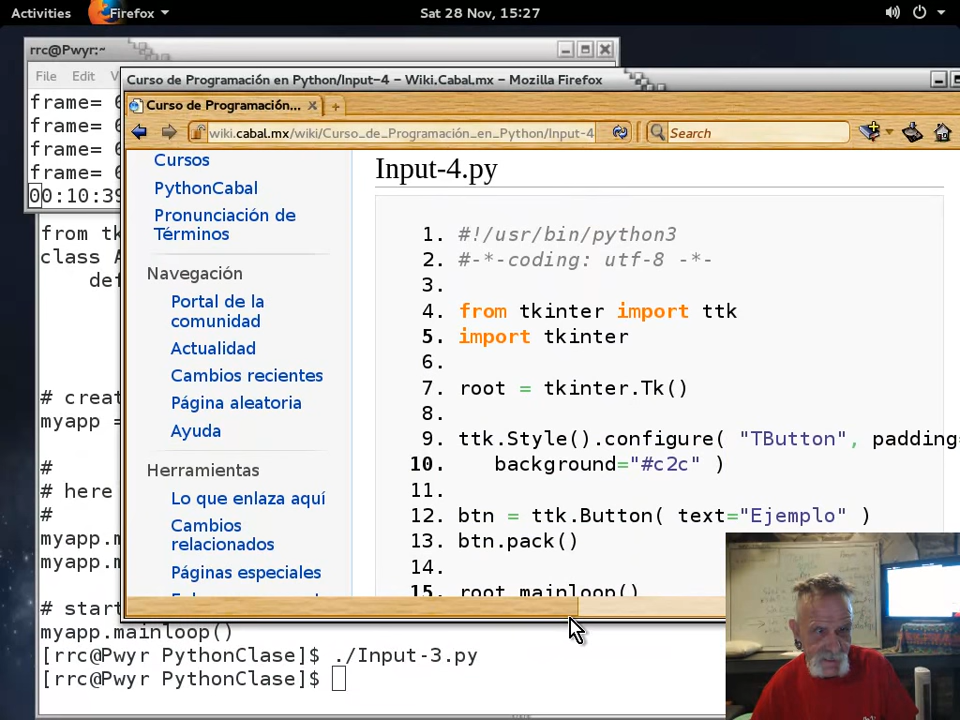 Activities Firefox Sat 28 Nov, 15:27
rrc@Pwyr:~
File Edit V
frame= 6
frame= 6
frame= 6
frame= 6
00:10:39
from tk
class A
def
# creat
myapp =
#
# here
#
myapp.m
myapp.m
# start
myapp.mainloop()
[rrc@Pwyr PythonClase]$ ./Input-3.py
[rrc@Pwyr PythonClase]$
Curso de Programación en Python/Input-4 – Wiki.Cabal.mx – Mozilla Firefox
Curso de Programación...
wiki.cabal.mx/wiki/Curso_de_Programación_en_Python/Input-4 Search
Cursos
PythonCabal
Pronunciación de
Términos
Navegación
Portal de la
comunidad
Actualidad
Cambios recientes
Página aleatoria
Ayuda
Herramientas
Lo que enlaza aquí
Cambios
relacionados
Páginas especiales
Input-4.py
1. #!/usr/bin/python3
2. #-*-coding: utf-8 -*-
3.
4. from tkinter import ttk
5. import tkinter
6.
7. root = tkinter.Tk()
8.
9. ttk.Style().configure( "TButton", padding=
10. background="#c2c" )
11.
12. btn = ttk.Button( text="Ejemplo" )
13. btn.pack()
14.
15. root.mainloop()